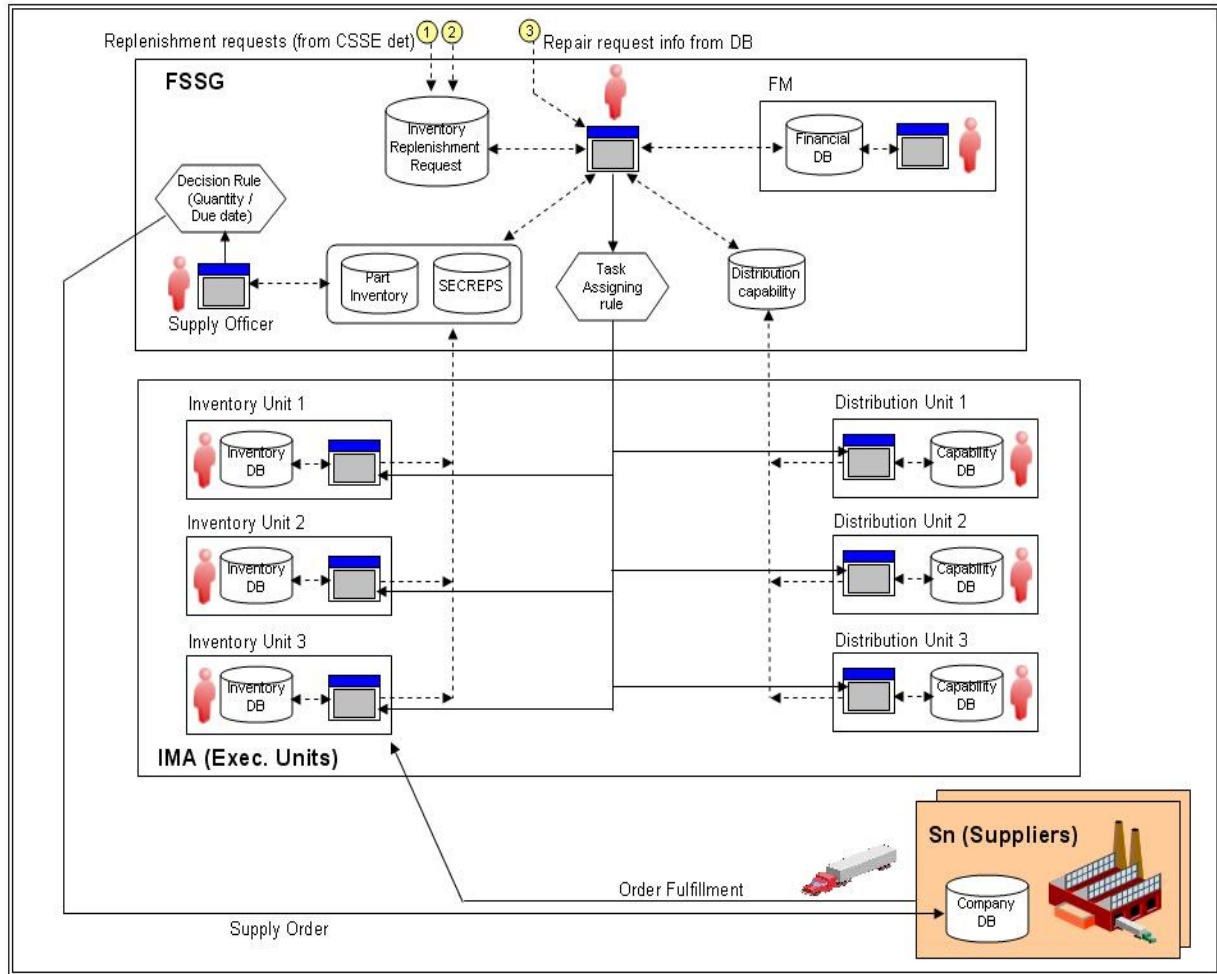 Replenishment requests (from CSSE det)
1
2
3
Repair request info from DB
FSSG
FM
Inventory
Replenishment
Request
Financial
DB
Decision Rule
(Quantity /
Due date)
Part
Inventory
SECREPS
Task
Assigning
rule
Distribution
capability
Supply Officer
Inventory Unit 1
Distribution Unit 1
Inventory
DB
Capability
DB
Inventory Unit 2
Distribution Unit 2
Inventory
DB
Capability
DB
Inventory Unit 3
Distribution Unit 3
Inventory
DB
Capability
DB
IMA (Exec. Units)
Sn (Suppliers)
Order Fulfillment
Company
DB
Supply Order